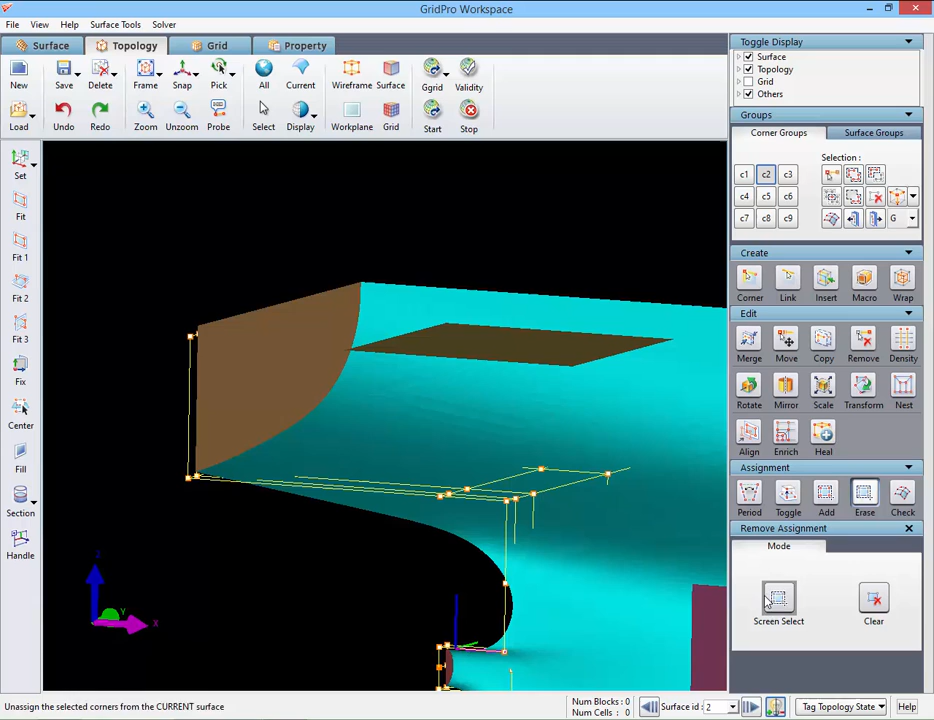 GridPro Workspace
File View Help Surface Tools Solver
Surface Topology Grid Property
New Save Delete Frame Snap Pick All Current Wireframe Surface Ggrid Validity
Load Undo Redo Zoom Unzoom Probe Select Display Workplane Grid Start Stop
Set
Fit
Fit 1
Fit 2
Fit 3
Fix
Center
Fill
Section
Handle
Z
Y
X
Toggle Display
Surface
Topology
Grid
Others
Groups
Corner Groups Surface Groups
Selection :
c1 c2 c3
c4 c5 c6
c7 c8 c9 G
Create
Corner Link Insert Macro Wrap
Edit
Merge Move Copy Remove Density
Rotate Mirror Scale Transform Nest
Align Enrich Heal
Assignment
Period Toggle Add Erase Check
Remove Assignment
Mode
Screen Select Clear
Unassign the selected corners from the CURRENT surface
Num Blocks: 0
Num Cells: 0
Surface id: 2 Tag Topology State Help